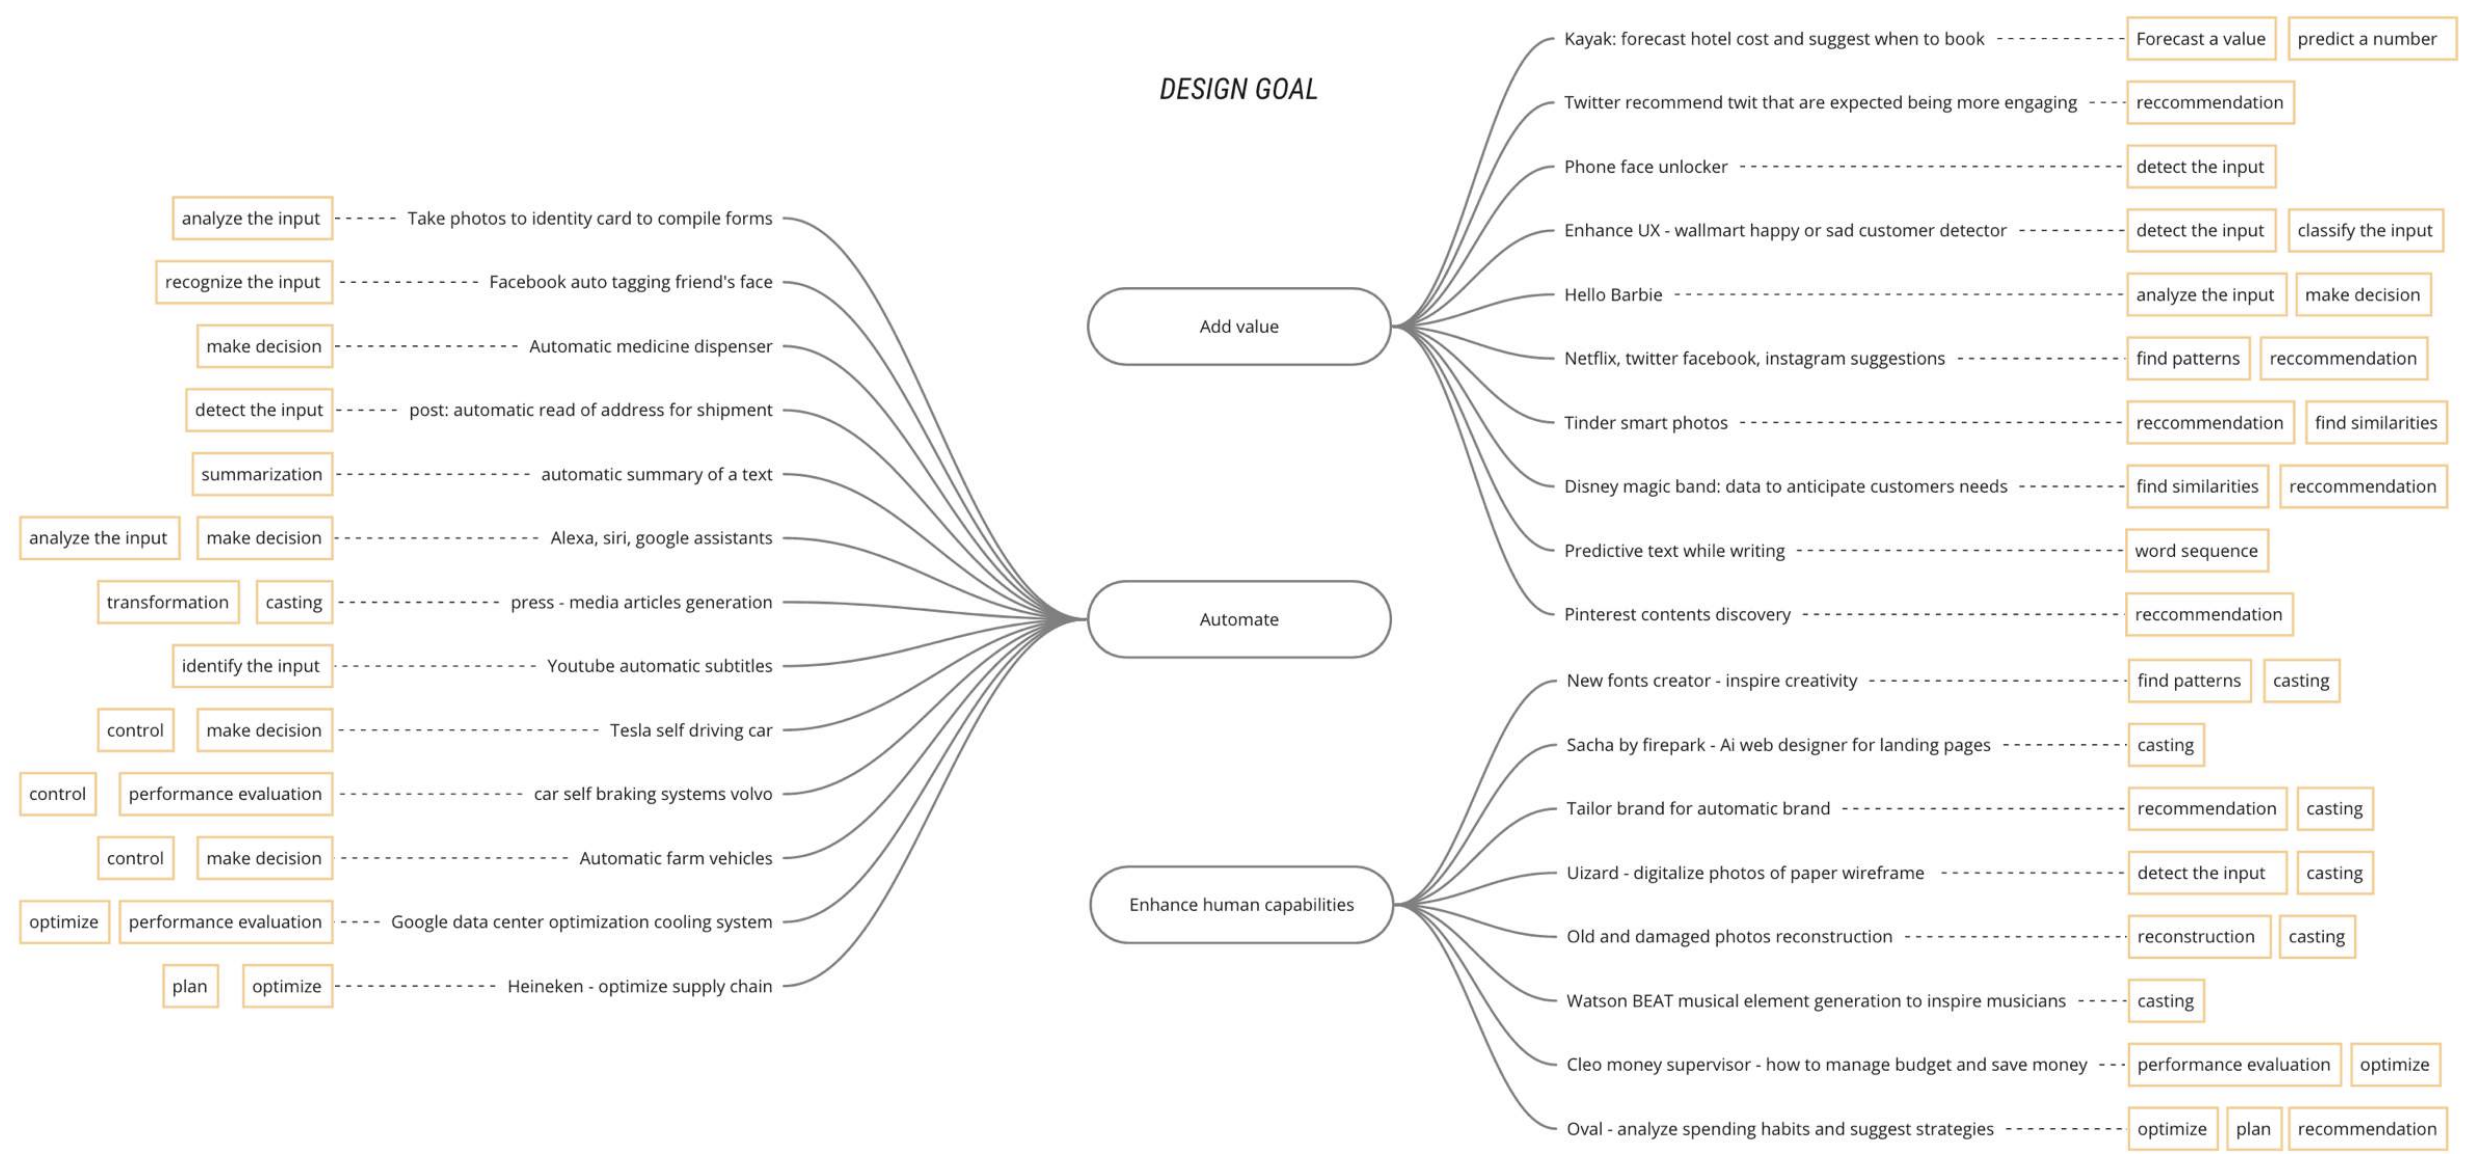 DESIGN GOAL
Take photos to identity card to compile forms
analyze the input
Facebook auto tagging friend's face
recognize the input
Automatic medicine dispenser
make decision
post: automatic read of address for shipment
detect the input
automatic summary of a text
summarization
Alexa, siri, google assistants
analyze the input
make decision
press - media articles generation
transformation
casting
Youtube automatic subtitles
identify the input
Tesla self driving car
control
make decision
car self braking systems volvo
control
performance evaluation
Automatic farm vehicles
control
make decision
Google data center optimization cooling system
optimize
performance evaluation
Heineken - optimize supply chain
plan
optimize
Automate
Add value
Kayak: forecast hotel cost and suggest when to book
Forecast a value
predict a number
Twitter recommend twit that are expected being more engaging
reccommendation
Phone face unlocker
detect the input
Enhance UX - wallmart happy or sad customer detector
detect the input
classify the input
Hello Barbie
analyze the input
make decision
Netflix, twitter facebook, instagram suggestions
find patterns
reccommendation
Tinder smart photos
reccommendation
find similarities
Disney magic band: data to anticipate customers needs
find similarities
reccommendation
Predictive text while writing
word sequence
Pinterest contents discovery
reccommendation
Enhance human capabilities
New fonts creator - inspire creativity
find patterns
casting
Sacha by firepark - Ai web designer for landing pages
casting
Tailor brand for automatic brand
recommendation
casting
Uizard - digitalize photos of paper wireframe
detect the input
casting
Old and damaged photos reconstruction
reconstruction
casting
Watson BEAT musical element generation to inspire musicians
casting
Cleo money supervisor - how to manage budget and save money
performance evaluation
optimize
Oval - analyze spending habits and suggest strategies
optimize
plan
recommendation